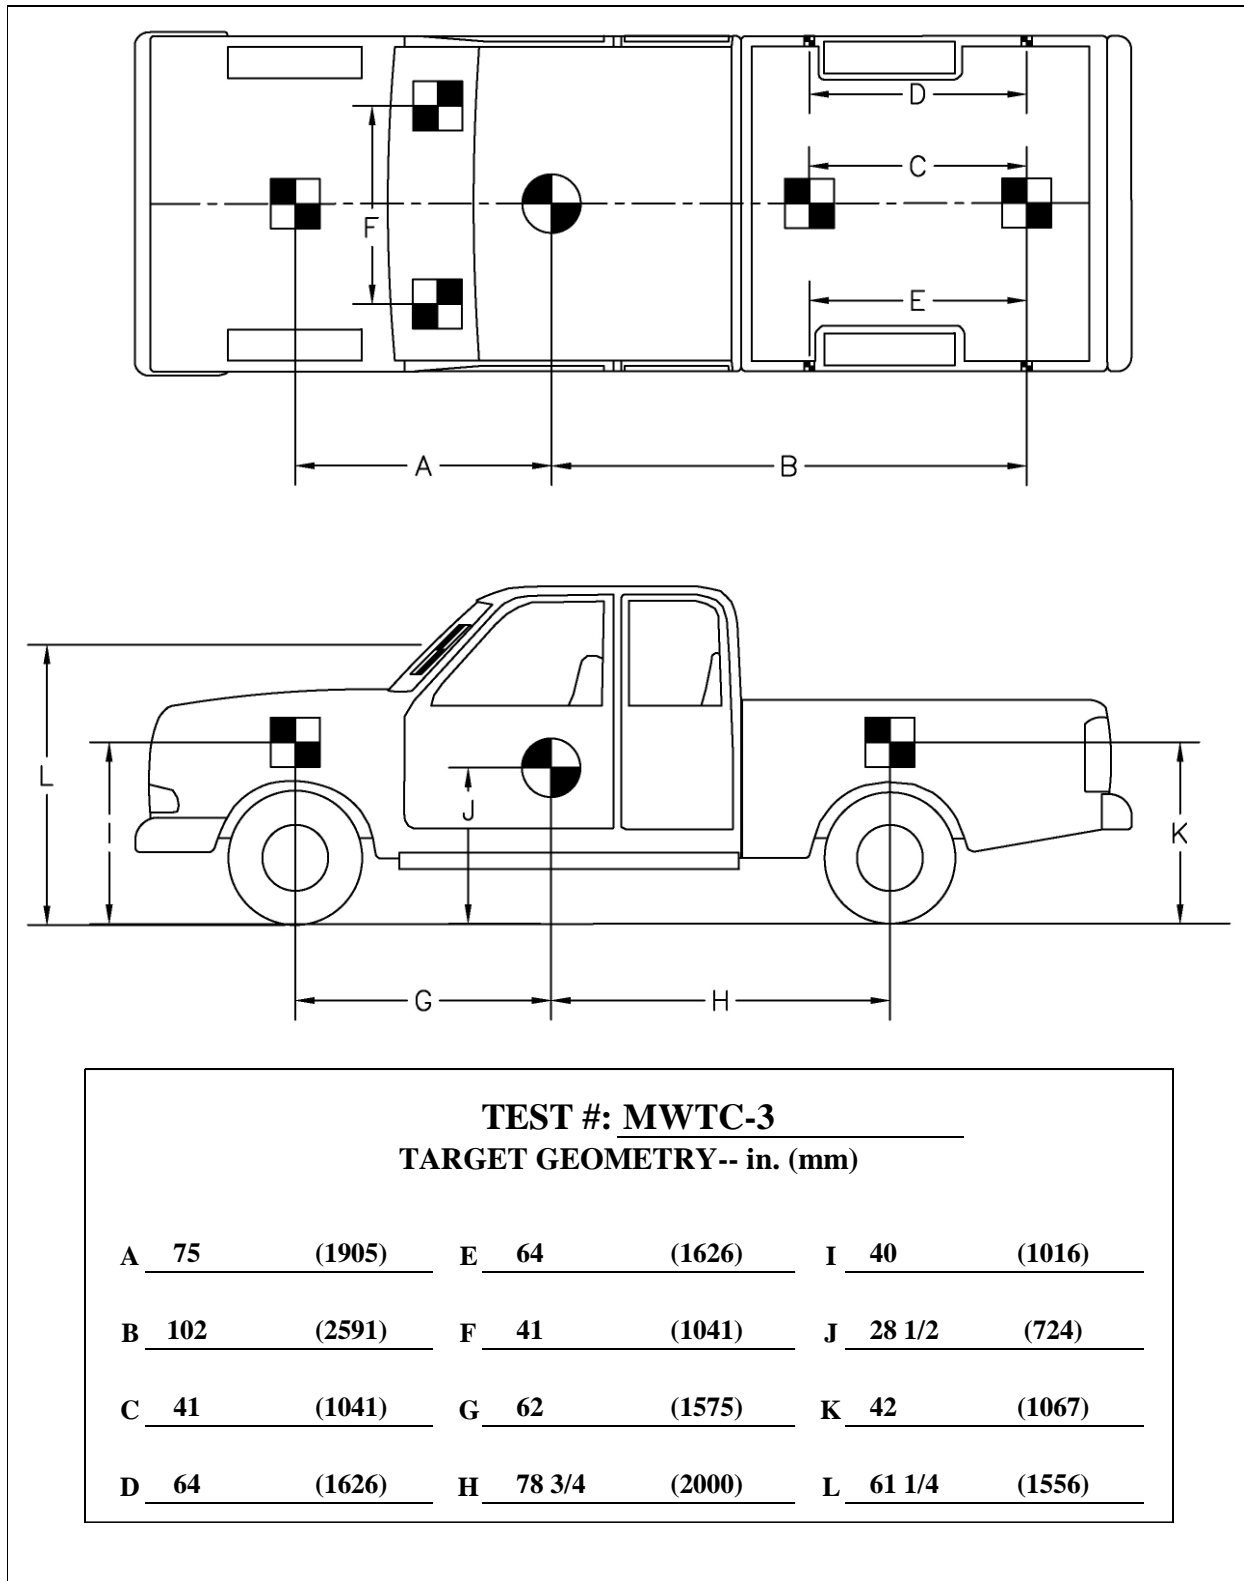 D
C
F
E
A
B
L
I
J
K
G
H
TEST #: MWTC-3
TARGET GEOMETRY-- in. (mm)
A 75 (1905) E 64 (1626) I 40 (1016)
B 102 (2591) F 41 (1041) J 28 1/2 (724)
C 41 (1041) G 62 (1575) K 42 (1067)
D 64 (1626) H 78 3/4 (2000) L 61 1/4 (1556)